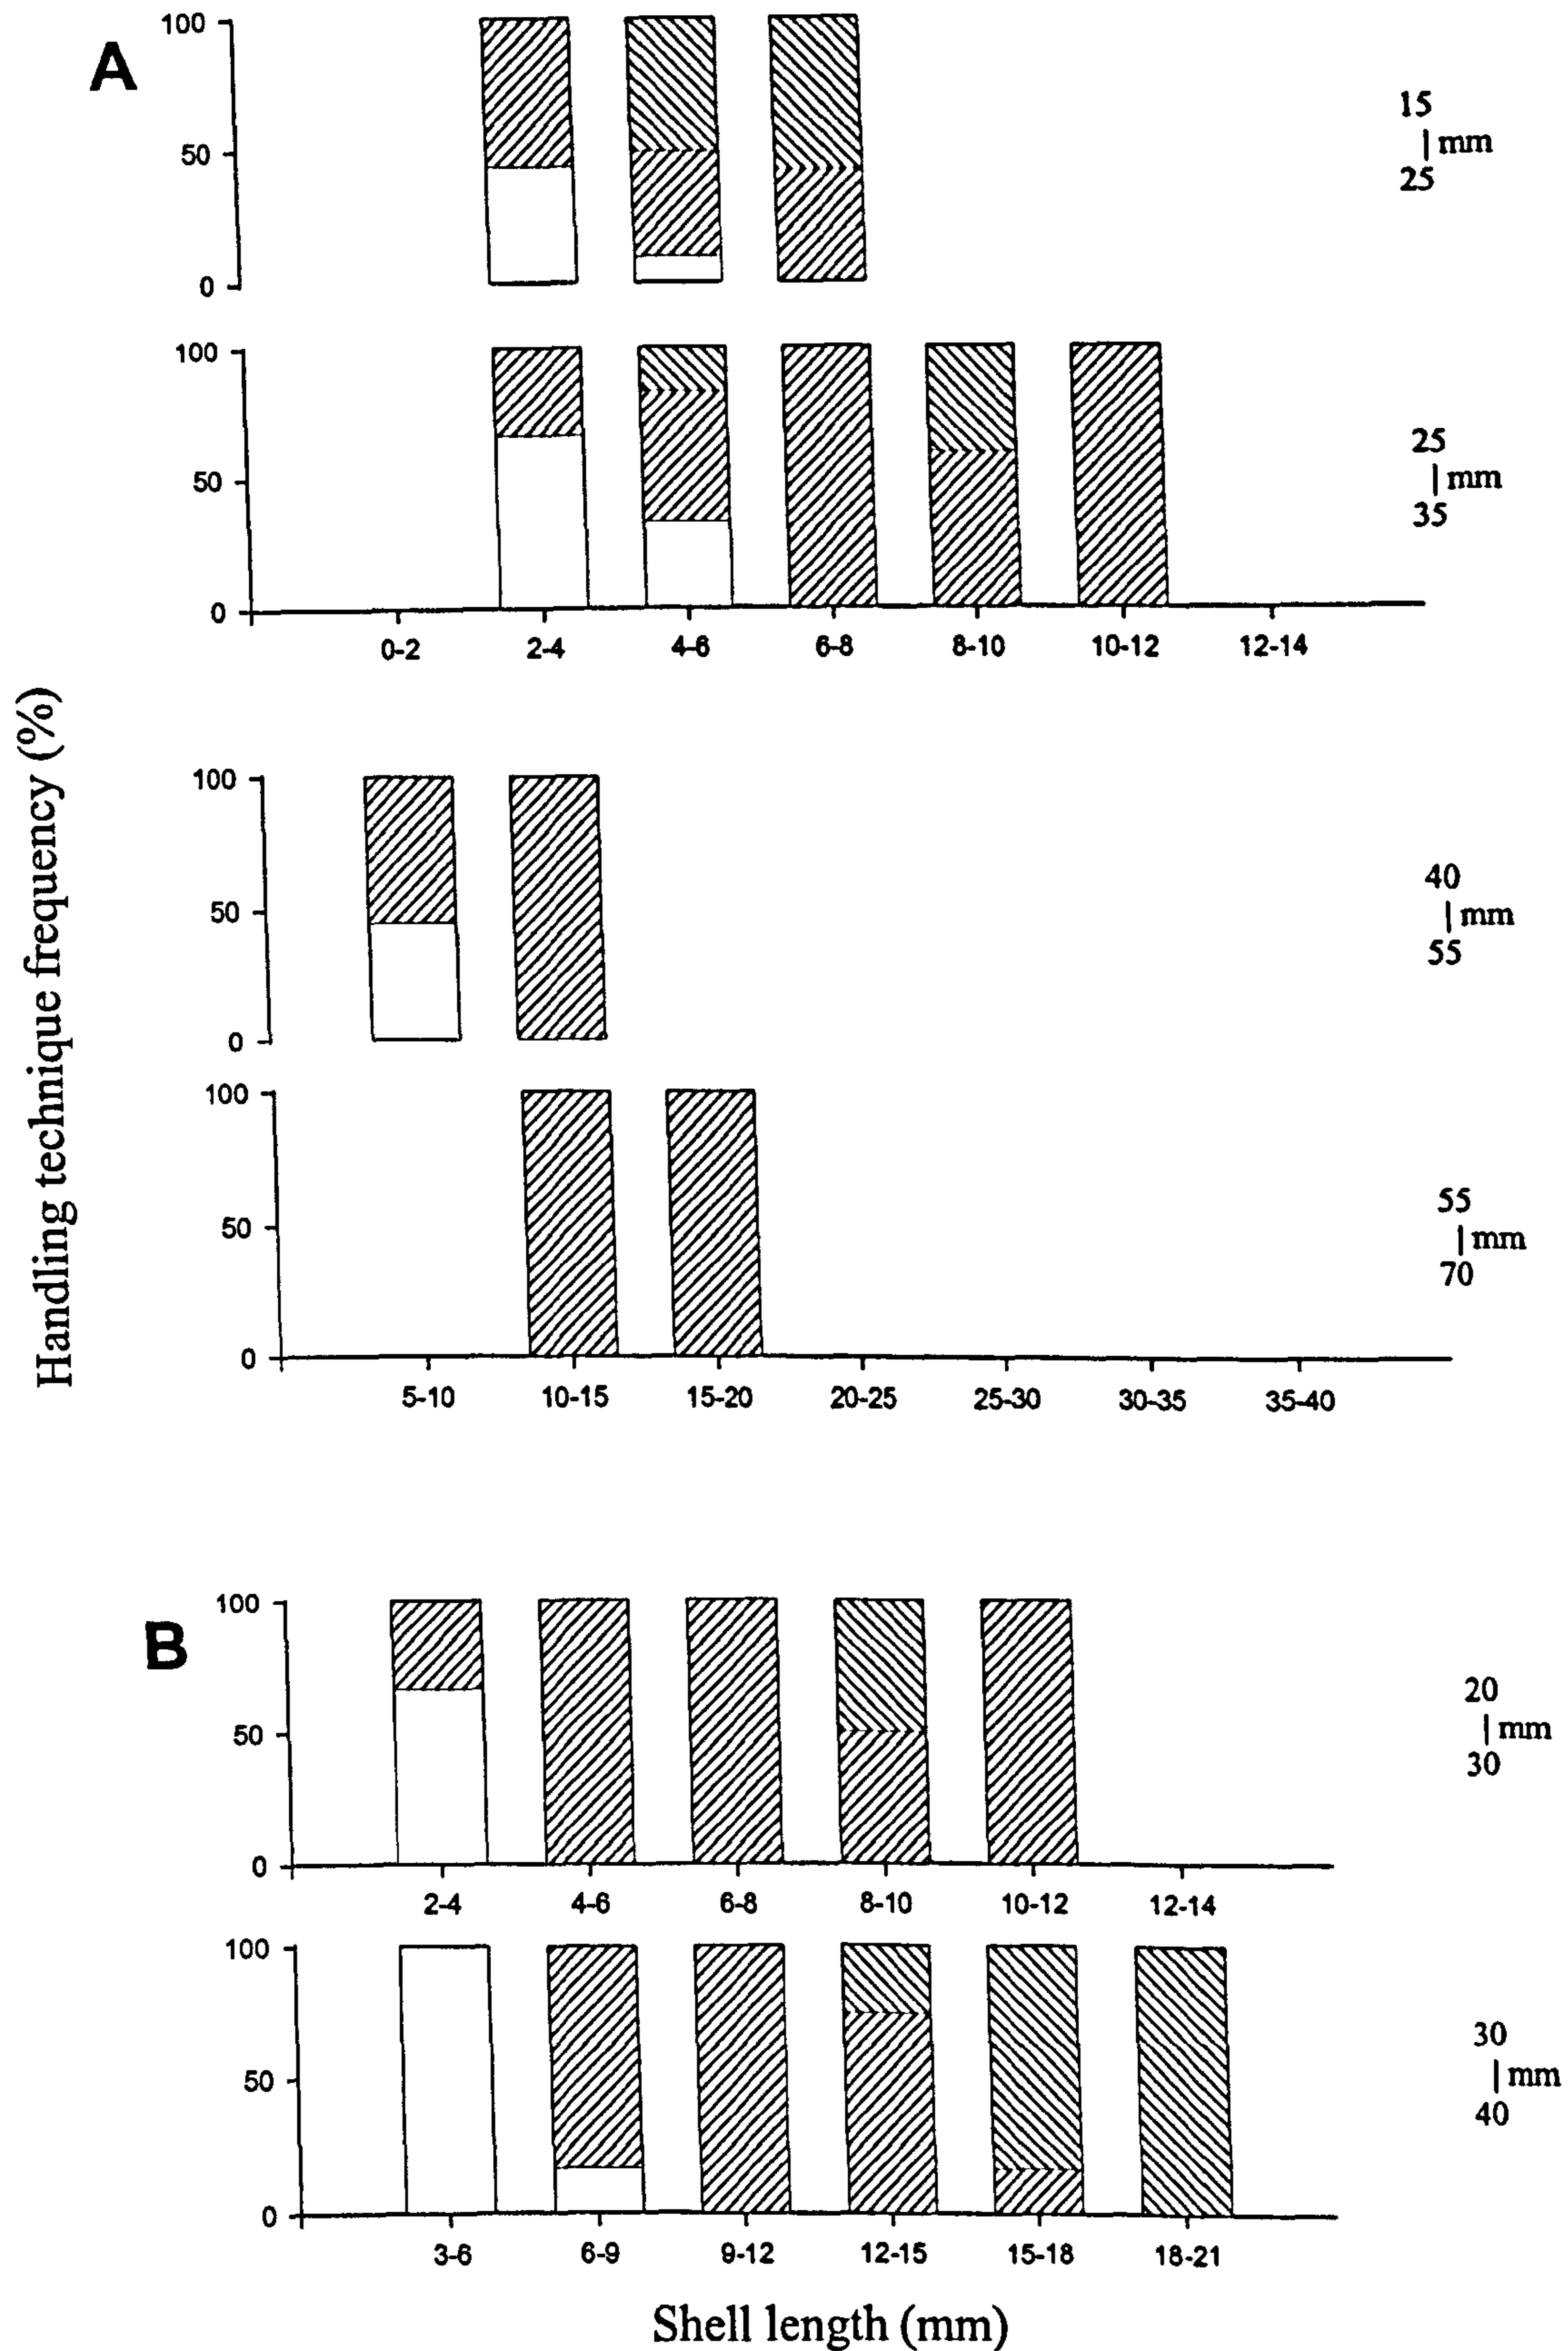 A
100
50
0
15
| mm
25
100
50
0
25
| mm
35
0-2 2-4 4-6 6-8 8-10 10-12 12-14
Handling technique frequency (%)
100
50
0
40
| mm
55
100
50
0
55
| mm
70
5-10 10-15 15-20 20-25 25-30 30-35 35-40
B
100
50
0
20
| mm
30
2-4 4-6 6-8 8-10 10-12 12-14
100
50
0
30
| mm
40
3-6 6-9 9-12 12-15 15-18 18-21
Shell length (mm)